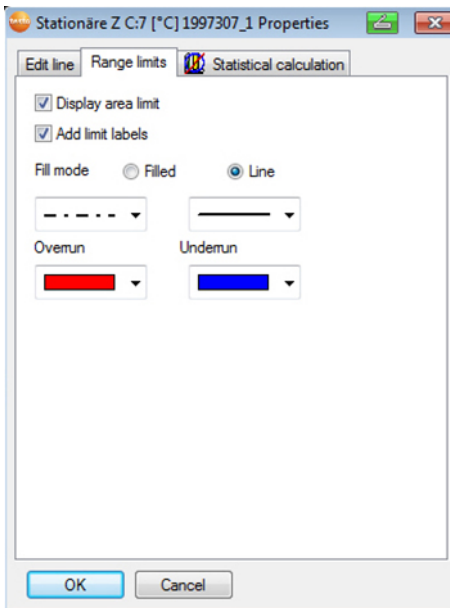 Stationäre Z C:7 [°C] 1997307_1 Properties
Edit line Range limits Statistical calculation
Display area limit
Add limit labels
Fill mode Filled Line
Overrun Underrun
OK Cancel